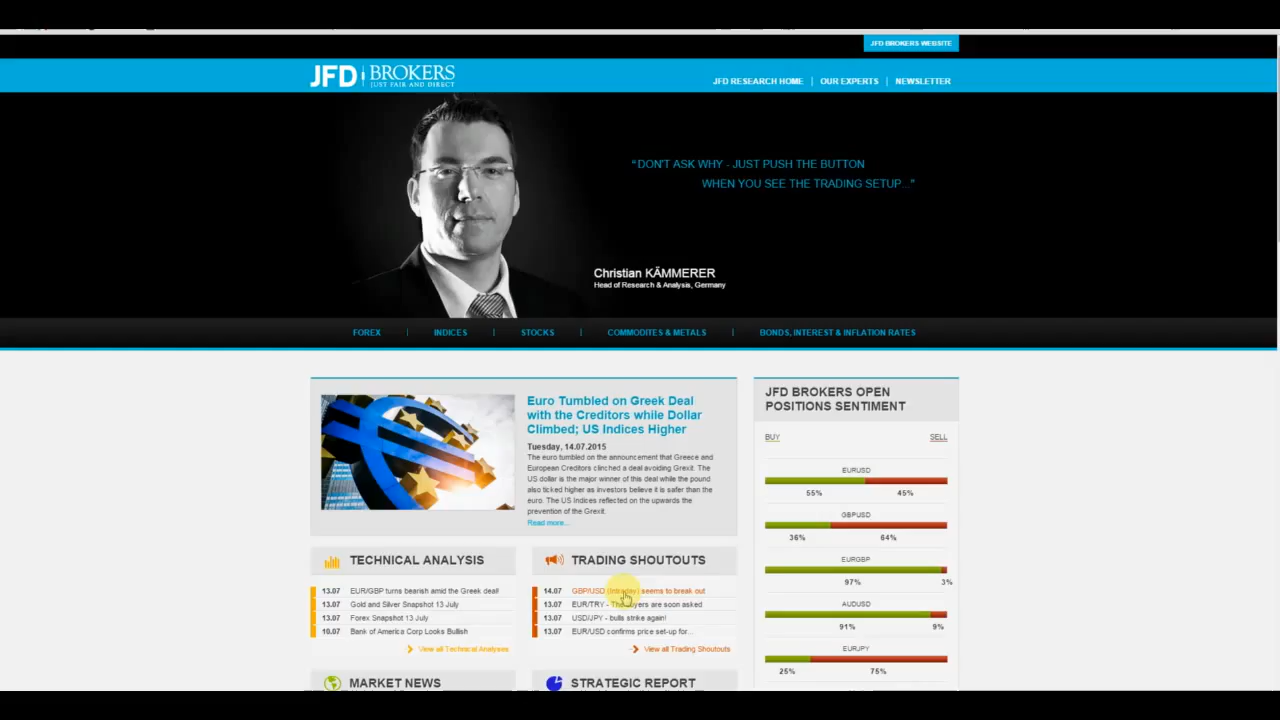 JFD BROKERS WEBSITE
JFD BROKERS
JUST FAIR AND DIRECT
JFD RESEARCH HOME | OUR EXPERTS | NEWSLETTER
"DON'T ASK WHY - JUST PUSH THE BUTTON
WHEN YOU SEE THE TRADING SETUP..."
Christian KÄMMERER
Head of Research & Analysis, Germany
FOREX | INDICES | STOCKS | COMMODITES & METALS | BONDS, INTEREST & INFLATION RATES
Euro Tumbled on Greek Deal
with the Creditors while Dollar
Climbed; US Indices Higher
Tuesday, 14.07.2015
The euro tumbled on the announcement that Greece and
European Creditors clinched a deal avoiding Grexit. The
US dollar is the major winner of this deal while the pound
also ticked higher as investors believe it is safer than the
euro. The US Indices reflected on the upwards the
prevention of the Grexit.
Read more...
JFD BROKERS OPEN
POSITIONS SENTIMENT
BUY SELL
EURUSD
55% 45%
GBPUSD
36% 64%
EURGBP
97% 3%
AUDUSD
91% 9%
EURJPY
25% 75%
TECHNICAL ANALYSIS
13.07 EUR/GBP turns bearish amid the Greek deal!
13.07 Gold and Silver Snapshot 13 July
13.07 Forex Snapshot 13 July
10.07 Bank of America Corp Looks Bullish
View all Technical Analyses
TRADING SHOUTOUTS
14.07 GBP/USD (Intraday) seems to break out
13.07 EUR/TRY - The buyers are soon asked
13.07 USD/JPY - bulls strike again!
13.07 EUR/USD confirms price set-up for...
View all Trading Shoutouts
MARKET NEWS
STRATEGIC REPORT